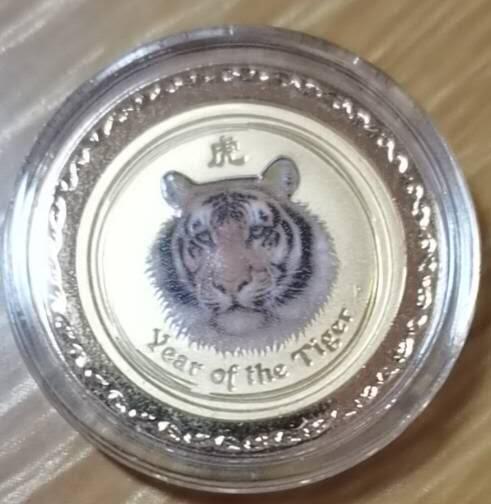 虎
Year of the Tiger